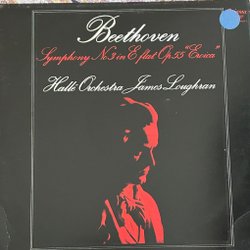 Beethoven
Symphony No.3 in E flat Op.55 "Eroica"
Hallé Orchestra James Loughran